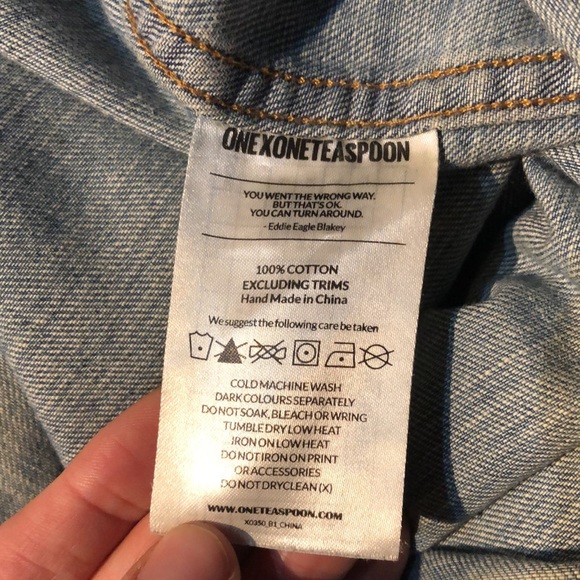 ONEXONETEASPOON
YOU WENT THE WRONG WAY.
BUT THAT'S OK.
YOU CAN TURN AROUND.
- Eddie Eagle Blakey
100% COTTON
EXCLUDING TRIMS
Hand Made in China
We suggest the following care be taken
COLD MACHINE WASH
DARK COLOURS SEPARATELY
DO NOT SOAK, BLEACH OR WRING
TUMBLE DRY LOW HEAT
IRON ON LOW HEAT
DO NOT IRON ON PRINT
OR ACCESSORIES
DO NOT DRYCLEAN (X)
WWW.ONETEASPOON.COM
X0350_B1_CHINA